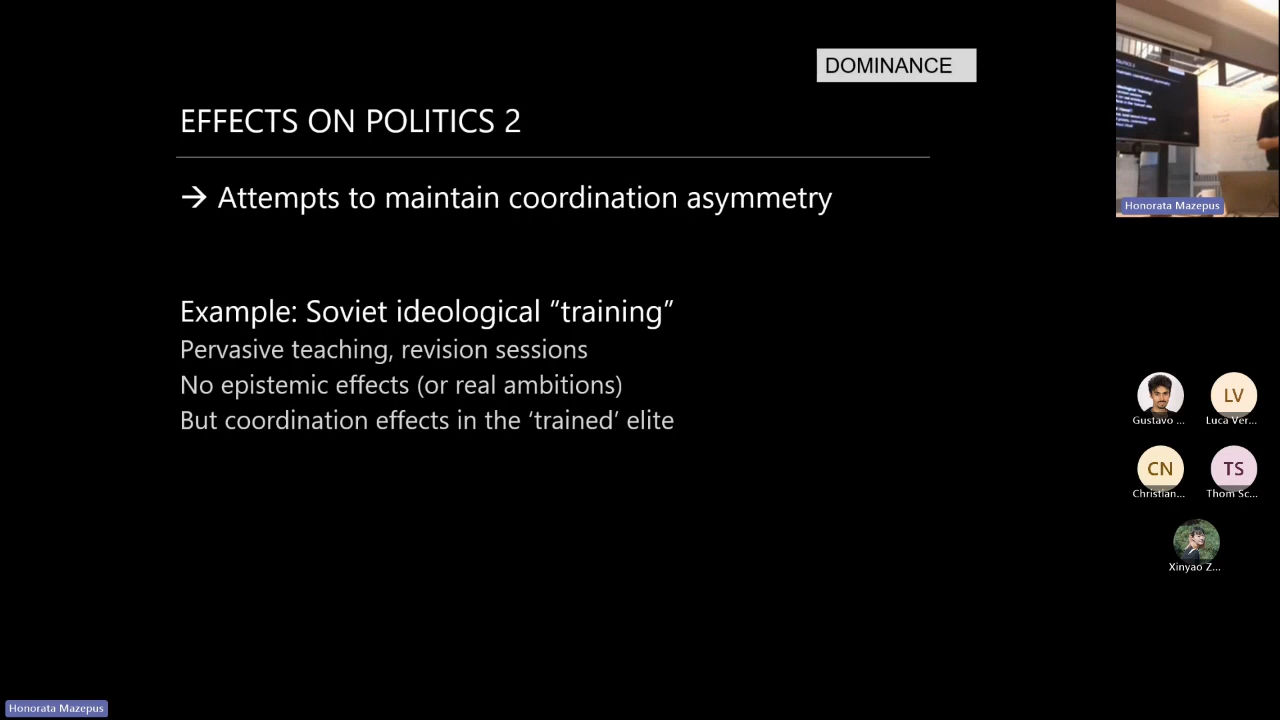 DOMINANCE
EFFECTS ON POLITICS 2
→ Attempts to maintain coordination asymmetry
Example: Soviet ideological “training”
Pervasive teaching, revision sessions
No epistemic effects (or real ambitions)
But coordination effects in the ‘trained’ elite
Honorata Mazepus
Gustavo ...
LV
Luca Ver...
CN
Christian...
TS
Thom Sc...
Xinyao Z...
Honorata Mazepus